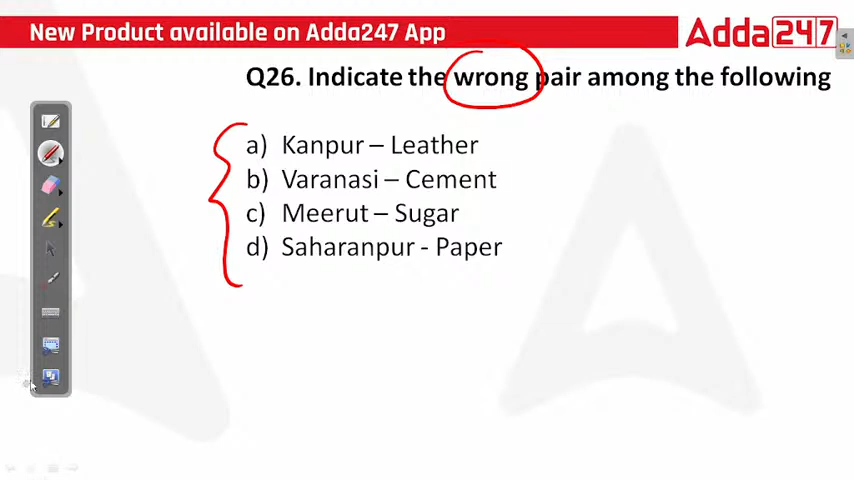 New Product available on Adda247 App
Adda247
Q26. Indicate the wrong pair among the following
a) Kanpur – Leather
b) Varanasi – Cement
c) Meerut – Sugar
d) Saharanpur - Paper